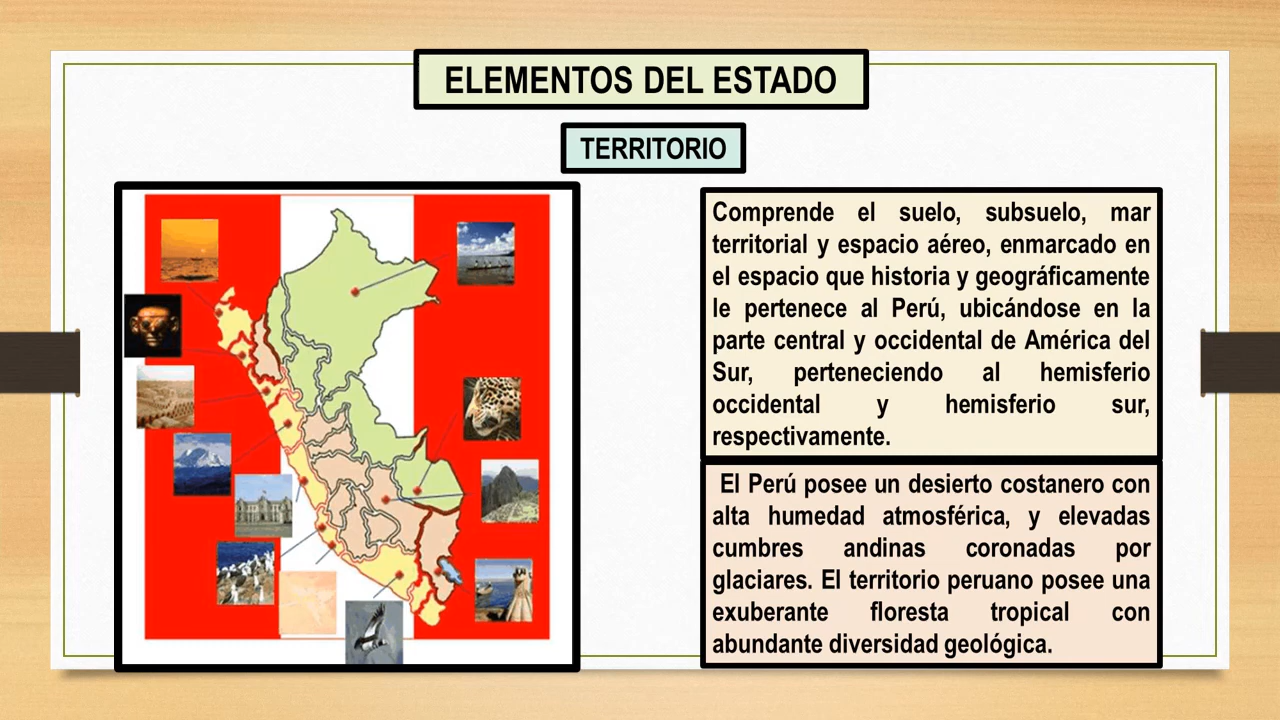 ELEMENTOS DEL ESTADO
TERRITORIO
Comprende el suelo, subsuelo, mar
territorial y espacio aéreo, enmarcado en
el espacio que historia y geográficamente
le pertenece al Perú, ubicándose en la
parte central y occidental de América del
Sur, perteneciendo al hemisferio
occidental y hemisferio sur,
respectivamente.
El Perú posee un desierto costanero con
alta humedad atmosférica, y elevadas
cumbres andinas coronadas por
glaciares. El territorio peruano posee una
exuberante floresta tropical con
abundante diversidad geológica.